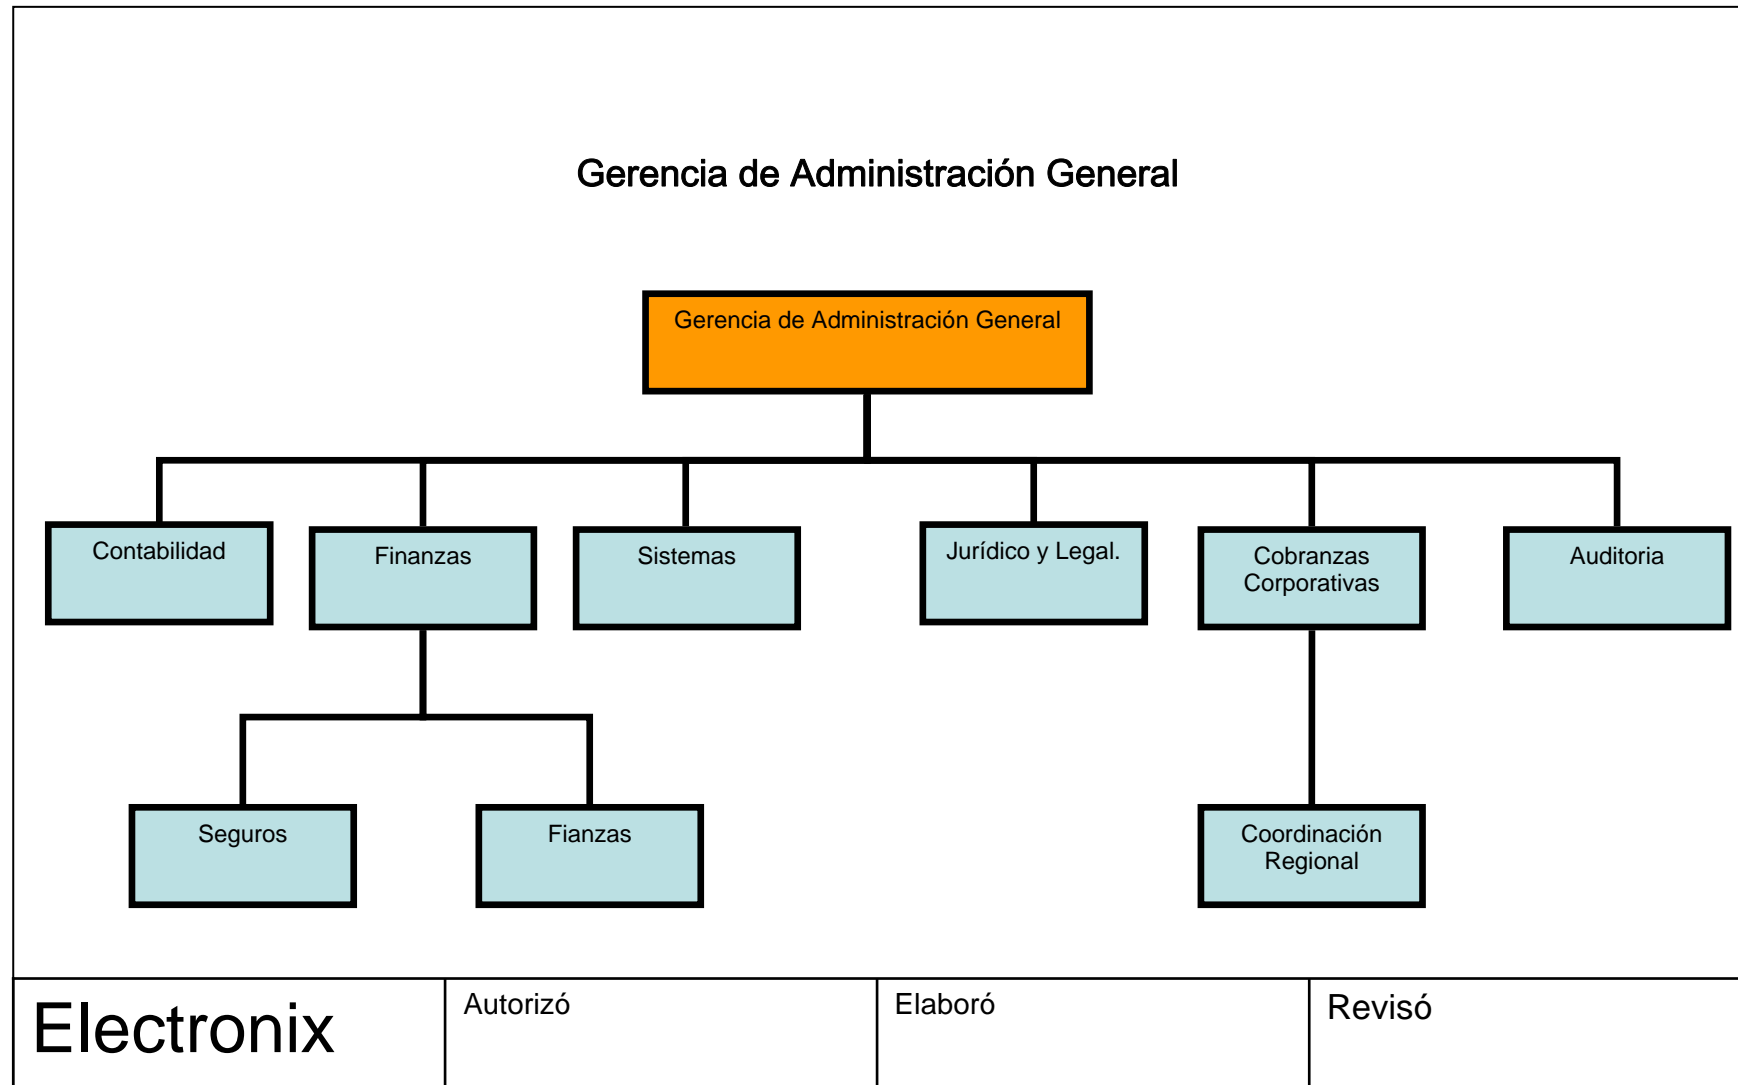 Gerencia de Administración General
Gerencia de Administración General
Contabilidad
Finanzas
Sistemas
Jurídico y Legal.
Cobranzas
Corporativas
Auditoria
Seguros
Fianzas
Coordinación
Regional
Electronix
Autorizó
Elaboró
Revisó